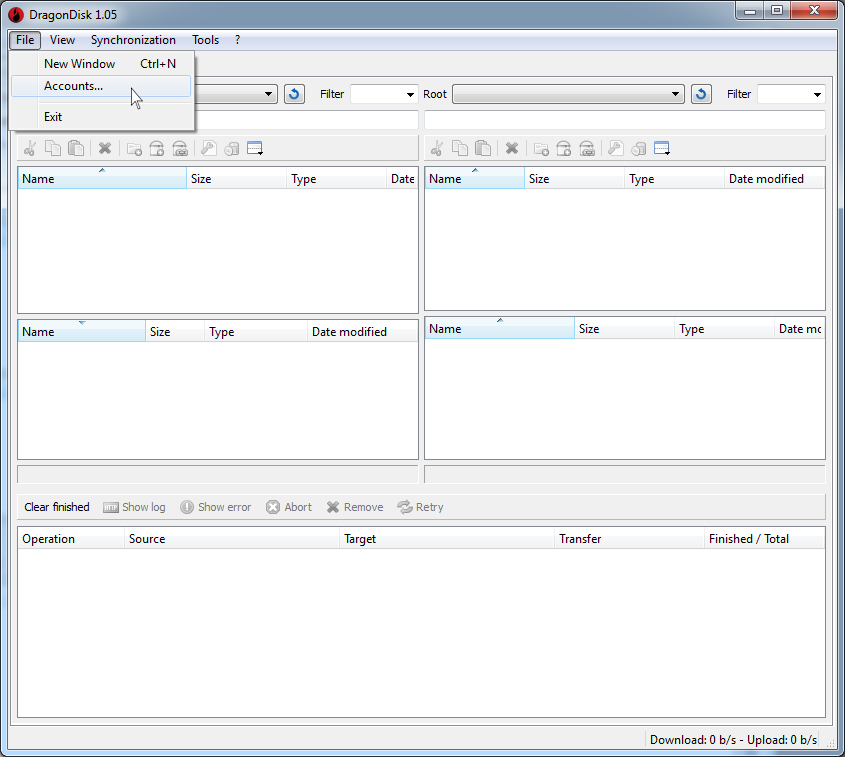 DragonDisk 1.05
File View Synchronization Tools ?
New Window Ctrl+N
Accounts...
Exit
Filter Root Filter
Name Size Type Date Name Size Type Date modified
Name Size Type Date modified Name Size Type Date mo
Clear finished Show log Show error Abort Remove Retry
Operation Source Target Transfer Finished / Total
Download: 0 b/s - Upload: 0 b/s